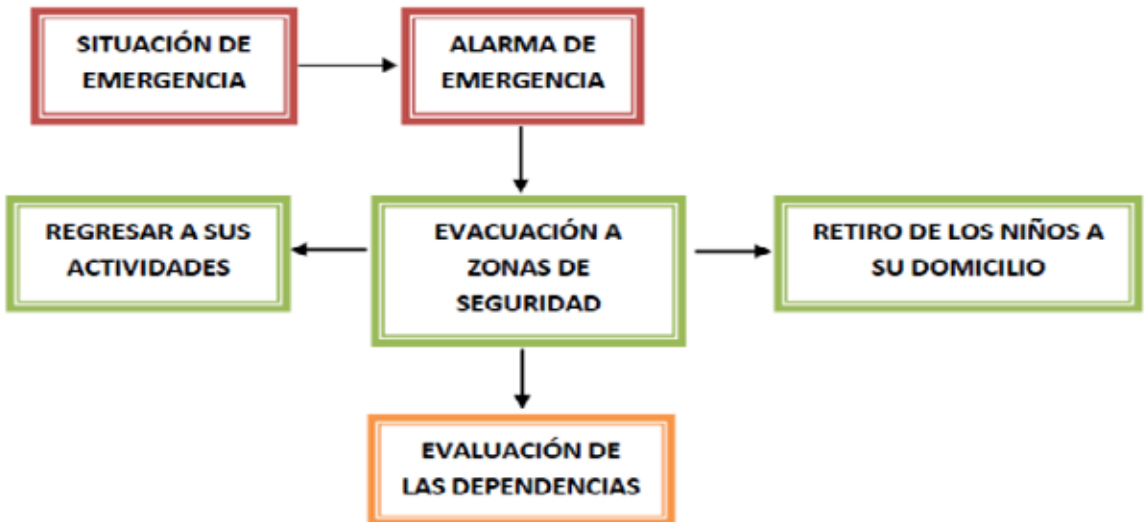 SITUACIÓN DE
EMERGENCIA
ALARMA DE
EMERGENCIA
REGRESAR A SUS
ACTIVIDADES
EVACUACIÓN A
ZONAS DE
SEGURIDAD
RETIRO DE LOS NIÑOS A
SU DOMICILIO
EVALUACIÓN DE
LAS DEPENDENCIAS